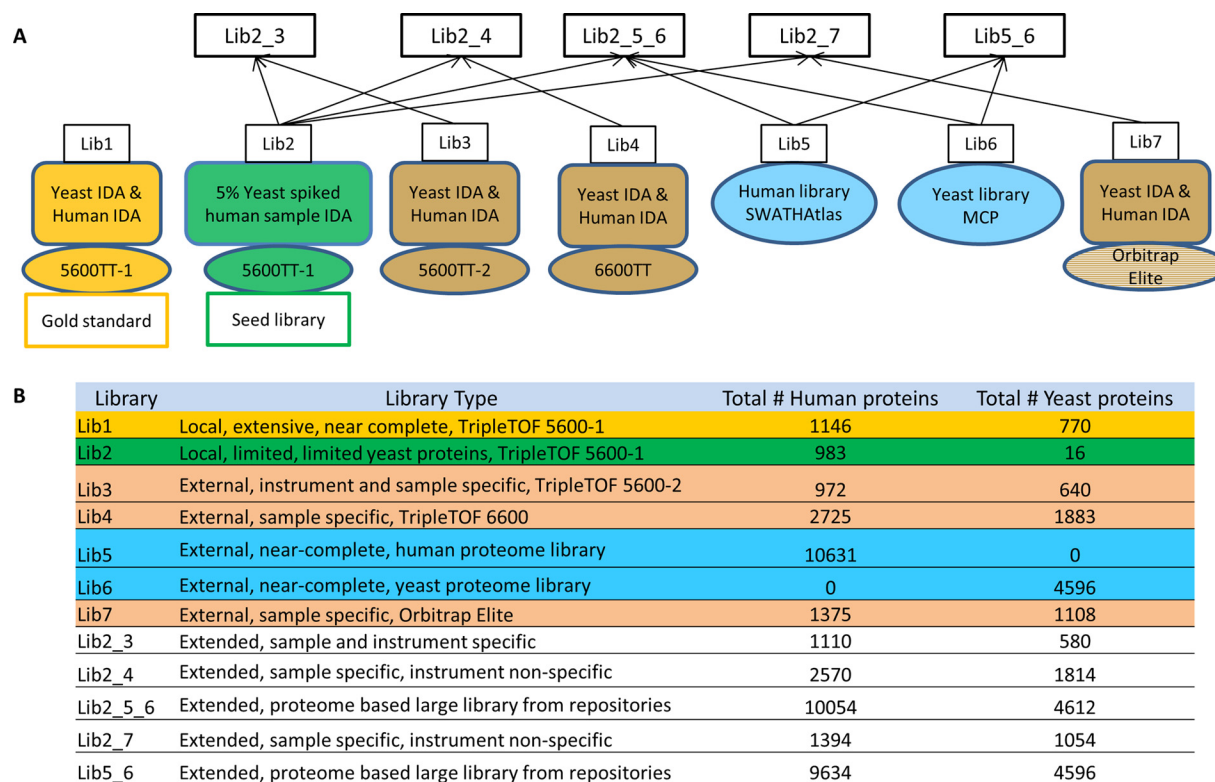 A
Lib2_3 Lib2_4 Lib2_5_6 Lib2_7 Lib5_6
Lib1 Lib2 Lib3 Lib4 Lib5 Lib6 Lib7
Yeast IDA &
Human IDA
5% Yeast spiked
human sample IDA
Yeast IDA &
Human IDA
Yeast IDA &
Human IDA
Human library
SWATHAtlas
Yeast library
MCP
Yeast IDA &
Human IDA
5600TT-1 5600TT-1 5600TT-2 6600TT
Orbitrap
Elite
Gold standard Seed library
B
Library Library Type Total # Human proteins Total # Yeast proteins
Lib1 Local, extensive, near complete, TripleTOF 5600-1 1146 770
Lib2 Local, limited, limited yeast proteins, TripleTOF 5600-1 983 16
Lib3 External, instrument and sample specific, TripleTOF 5600-2 972 640
Lib4 External, sample specific, TripleTOF 6600 2725 1883
Lib5 External, near-complete, human proteome library 10631 0
Lib6 External, near-complete, yeast proteome library 0 4596
Lib7 External, sample specific, Orbitrap Elite 1375 1108
Lib2_3 Extended, sample and instrument specific 1110 580
Lib2_4 Extended, sample specific, instrument non-specific 2570 1814
Lib2_5_6 Extended, proteome based large library from repositories 10054 4612
Lib2_7 Extended, sample specific, instrument non-specific 1394 1054
Lib5_6 Extended, proteome based large library from repositories 9634 4596